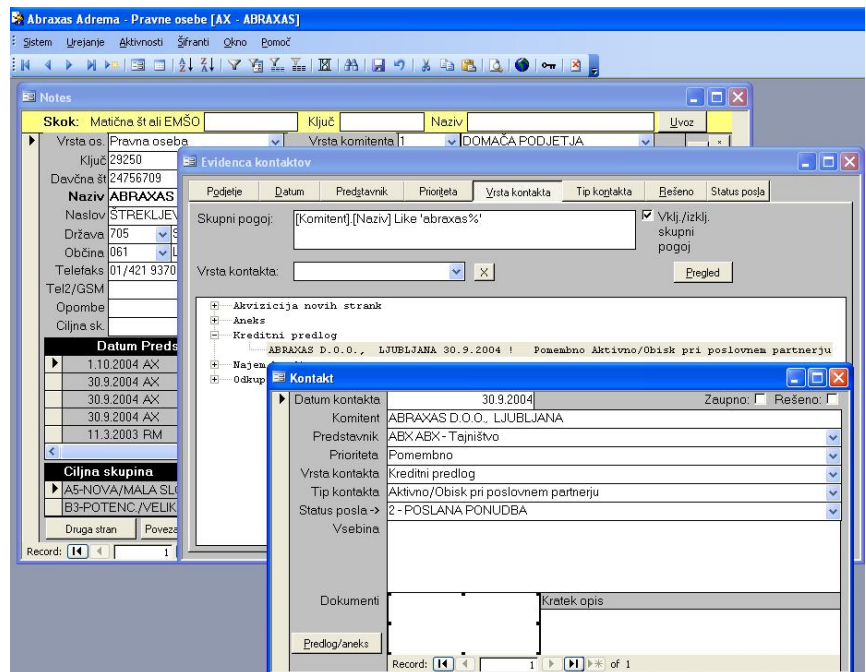 Abraxas Adrema - Pravne osebe [AX - ABRAXAS]
Sistem Urejanje Aktivnosti Šifranti Okno Pomoč
Notes
Skok: Matična št ali EMŠO Ključ Naziv Uvoz
Vrsta os. Pravna oseba Vrsta komitenta 1 DOMAČA PODJETJA
Ključ 29250
Davčna št 24756709
Naziv ABRAXAS
Naslov ŠTREKLJEV
Država 705
Občina 061
Telefaks 01/421 9370
Tel2/GSM
Opombe
Ciljna sk.
Datum Preds
1.10.2004 AX
30.9.2004 AX
30.9.2004 AX
30.9.2004 AX
11.3.2003 RM
Ciljna skupina
A5-NOVA/MALA SLO
B3-POTENC./VELIK
Druga stran Poveza
Record: 1
Evidenca kontaktov
Podjetje Datum Predstavnik Prioriteta Vrsta kontakta Tip kontakta Rešeno Status posla
Skupni pogoj: [Komitent].[Naziv] Like 'abraxas%' Vklj./izklj. skupni pogoj
Vrsta kontakta: X Pregled
Akvizicija novih strank
Aneks
Kreditni predlog
ABRAXAS D.O.O., LJUBLJANA 30.9.2004 ! Pomembno Aktivno/Obisk pri poslovnem partnerju
Najem
Odkup
Kontakt
Datum kontakta 30.9.2004 Zaupno: Rešeno:
Komitent ABRAXAS D.O.O., LJUBLJANA
Predstavnik ABX ABX - Tajništvo
Prioriteta Pomembno
Vrsta kontakta Kreditni predlog
Tip kontakta Aktivno/Obisk pri poslovnem partnerju
Status posla -> 2 - POSLANA PONUDBA
Vsebina
Dokumenti Kratek opis
Predlog/aneks
Record: 1 of 1